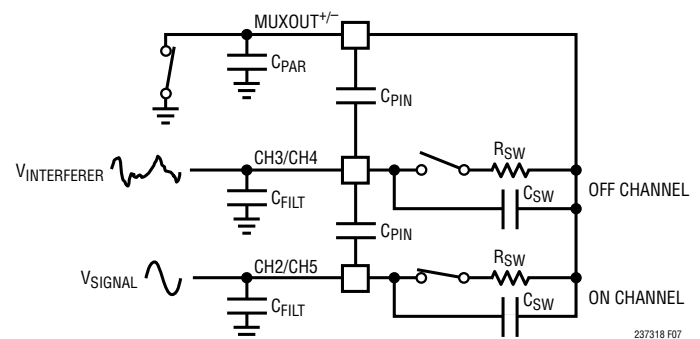 MUXOUT+/–
CPAR
CPIN
VINTERFERER
CH3/CH4
RSW
CFILT
CSW
OFF CHANNEL
CPIN
VSIGNAL
CH2/CH5
RSW
CFILT
CSW
ON CHANNEL
237318 F07